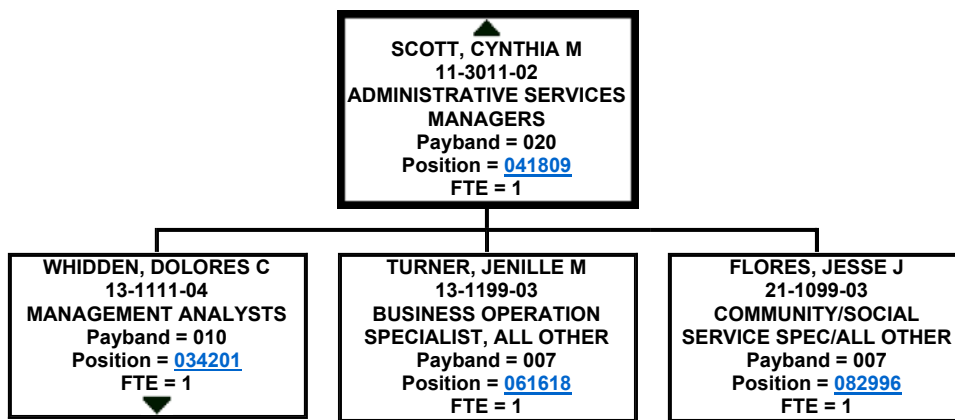 SCOTT, CYNTHIA M
11-3011-02
ADMINISTRATIVE SERVICES
MANAGERS
Payband = 020
Position = 041809
FTE = 1
WHIDDEN, DOLORES C
13-1111-04
MANAGEMENT ANALYSTS
Payband = 010
Position = 034201
FTE = 1
TURNER, JENILLE M
13-1199-03
BUSINESS OPERATION
SPECIALIST, ALL OTHER
Payband = 007
Position = 061618
FTE = 1
FLORES, JESSE J
21-1099-03
COMMUNITY/SOCIAL
SERVICE SPEC/ALL OTHER
Payband = 007
Position = 082996
FTE = 1